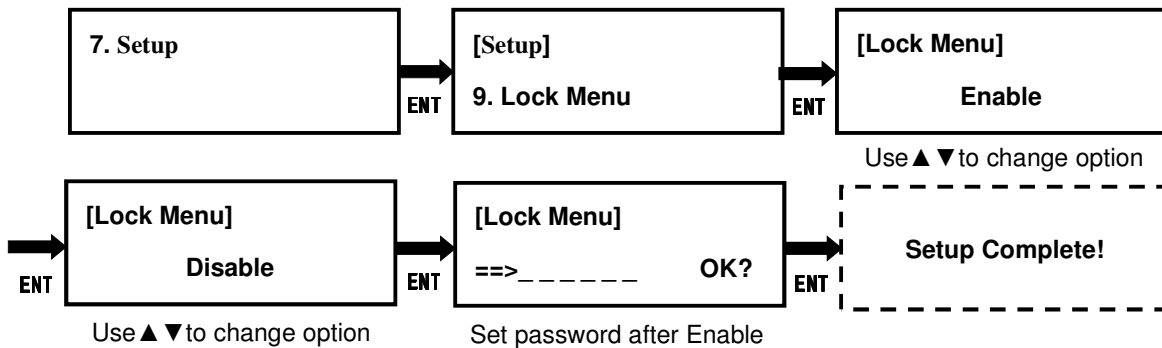 7. Setup
ENT
[Setup]
9. Lock Menu
ENT
[Lock Menu]
Enable
Use▲▼to change option
ENT
[Lock Menu]
Disable
Use▲▼to change option
ENT
[Lock Menu]
==>_ _ _ _ _ _ OK?
Set password after Enable
ENT
Setup Complete!